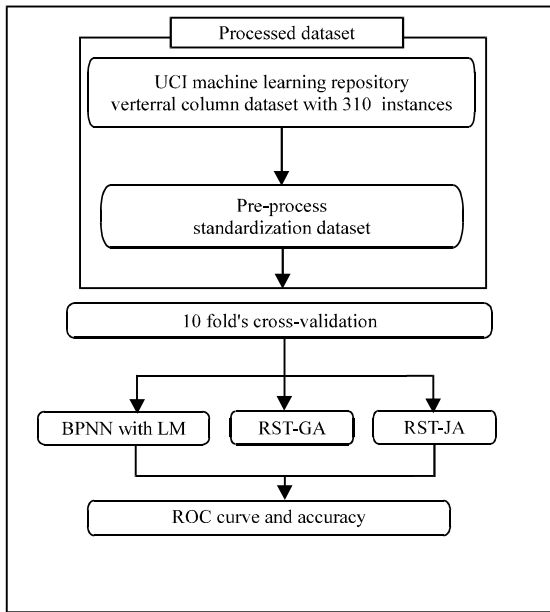 Processed dataset
UCI machine learning repository
verterral column dataset with 310 instances
Pre-process
standardization dataset
10 fold's cross-validation
BPNN with LM
RST-GA
RST-JA
ROC curve and accuracy